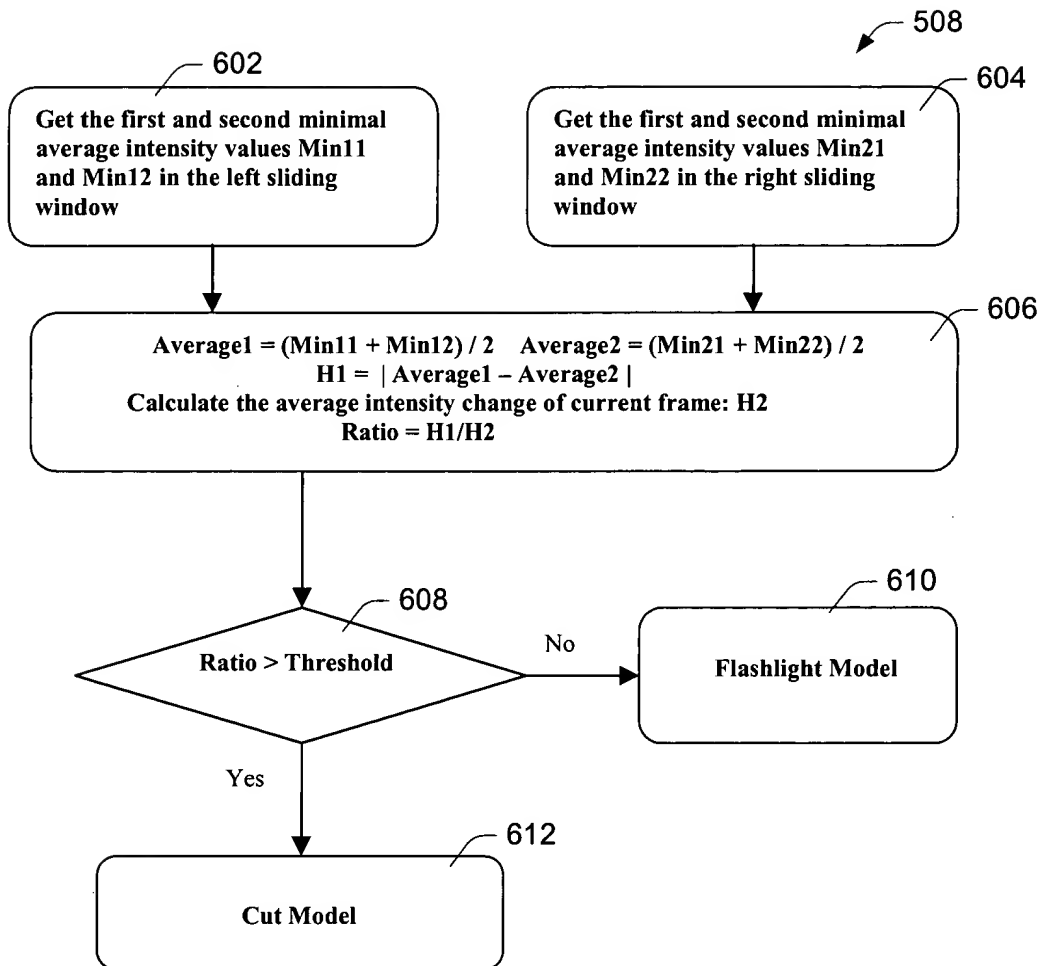 508
602
604
Get the first and second minimal
average intensity values Min11
and Min12 in the left sliding
window
Get the first and second minimal
average intensity values Min21
and Min22 in the right sliding
window
606
Average1 = (Min11 + Min12) / 2 Average2 = (Min21 + Min22) / 2
H1 = | Average1 – Average2 |
Calculate the average intensity change of current frame: H2
Ratio = H1/H2
608
Ratio > Threshold
No
610
Flashlight Model
Yes
612
Cut Model